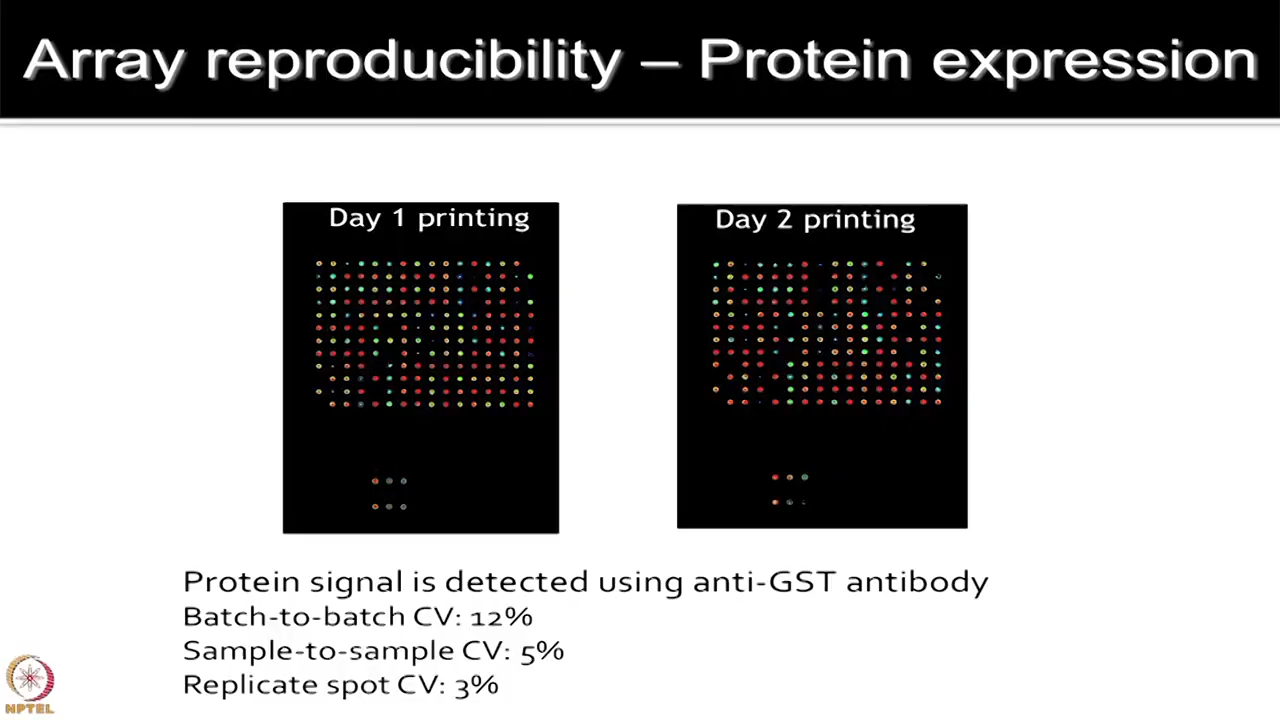 Array reproducibility – Protein expression
Day 1 printing
Day 2 printing
Protein signal is detected using anti-GST antibody
Batch-to-batch CV: 12%
Sample-to-sample CV: 5%
Replicate spot CV: 3%
NPTEL